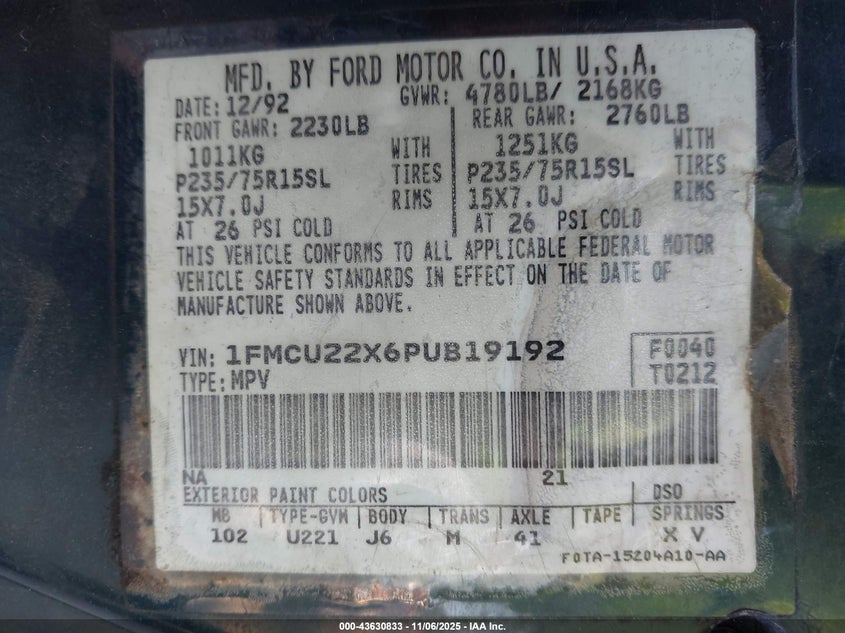 MFD. BY FORD MOTOR CO. IN U.S.A.
DATE: 12/92 GVWR: 4780LB/ 2168KG
FRONT GAWR: 2230LB REAR GAWR: 2760LB
1011KG WITH 1251KG WITH
P235/75R15SL TIRES P235/75R15SL TIRES
15X7.0J RIMS 15X7.0J RIMS
AT 26 PSI COLD AT 26 PSI COLD
THIS VEHICLE CONFORMS TO ALL APPLICABLE FEDERAL MOTOR
VEHICLE SAFETY STANDARDS IN EFFECT ON THE DATE OF
MANUFACTURE SHOWN ABOVE.
VIN: 1FMCU22X6PUB19192 F0040
TYPE: MPV T0212
NA 21
EXTERIOR PAINT COLORS DSO
WB TYPE-GVW BODY TRANS AXLE TAPE SPRINGS
102 U221 J6 M 41 X V
F0TA-15204A10-AA
000-43630833 - 11/06/2025 - IAA Inc.